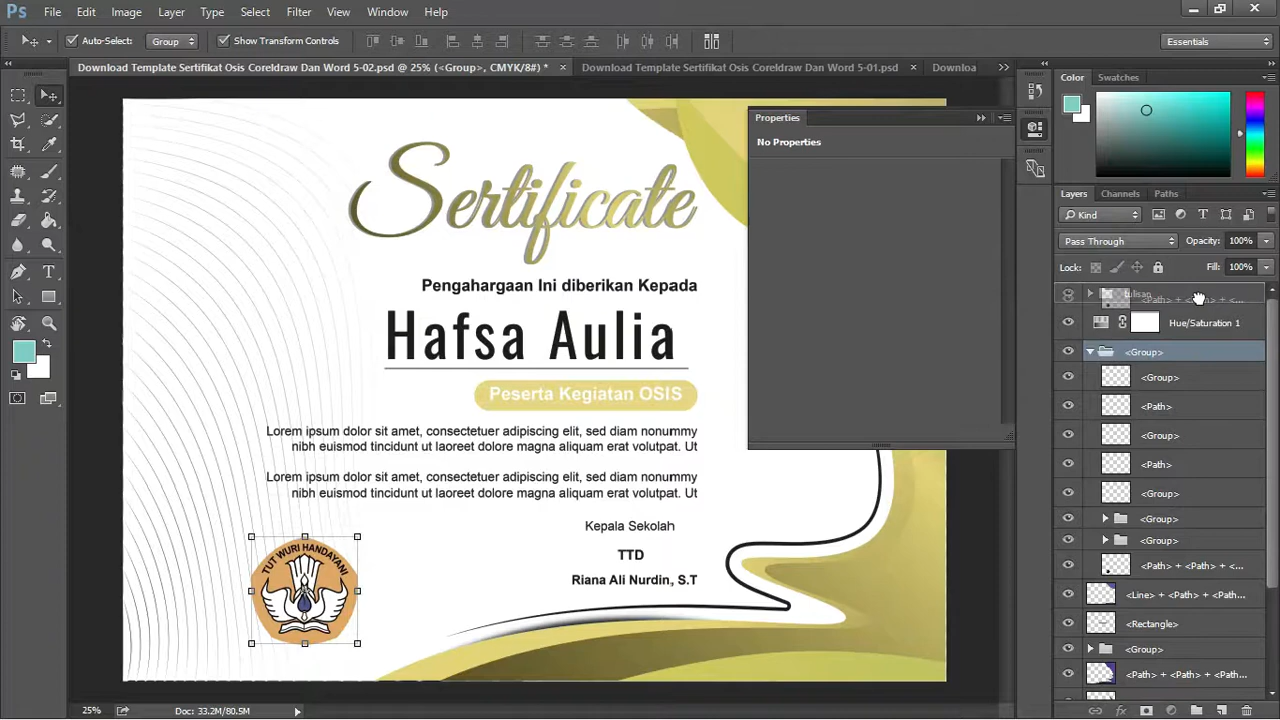 Ps File Edit Image Layer Type Select Filter View Window Help
Auto-Select: Group Show Transform Controls Essentials
Download Template Sertifikat Osis Coreldraw Dan Word 5-02.psd @ 25% (<Group>, CMYK/8#) * × Download Template Sertifikat Osis Coreldraw Dan Word 5-01.psd × Downloa
Color Swatches
Properties
No Properties
Sertificate
Pengahargaan Ini diberikan Kepada
Hafsa Aulia
Peserta Kegiatan OSIS
Lorem ipsum dolor sit amet, consectetuer adipiscing elit, sed diam nonummy
nibh euismod tincidunt ut laoreet dolore magna aliquam erat volutpat. Ut
Lorem ipsum dolor sit amet, consectetuer adipiscing elit, sed diam nonummy
nibh euismod tincidunt ut laoreet dolore magna aliquam erat volutpat. Ut
Kepala Sekolah
TTD
Riana Ali Nurdin, S.T
TUT WURI HANDAYANI
Layers Channels Paths
Kind
Pass Through Opacity: 100%
Lock: Fill: 100%
tulisan
<Path> + <Path> + <...
Hue/Saturation 1
<Group>
<Group>
<Path>
<Group>
<Path>
<Group>
<Group>
<Group>
<Path> + <Path> + <...
<Line> + <Path> + <Path...
<Rectangle>
<Group>
<Path> + <Path> + <Path...
25% Doc: 33.2M/80.5M